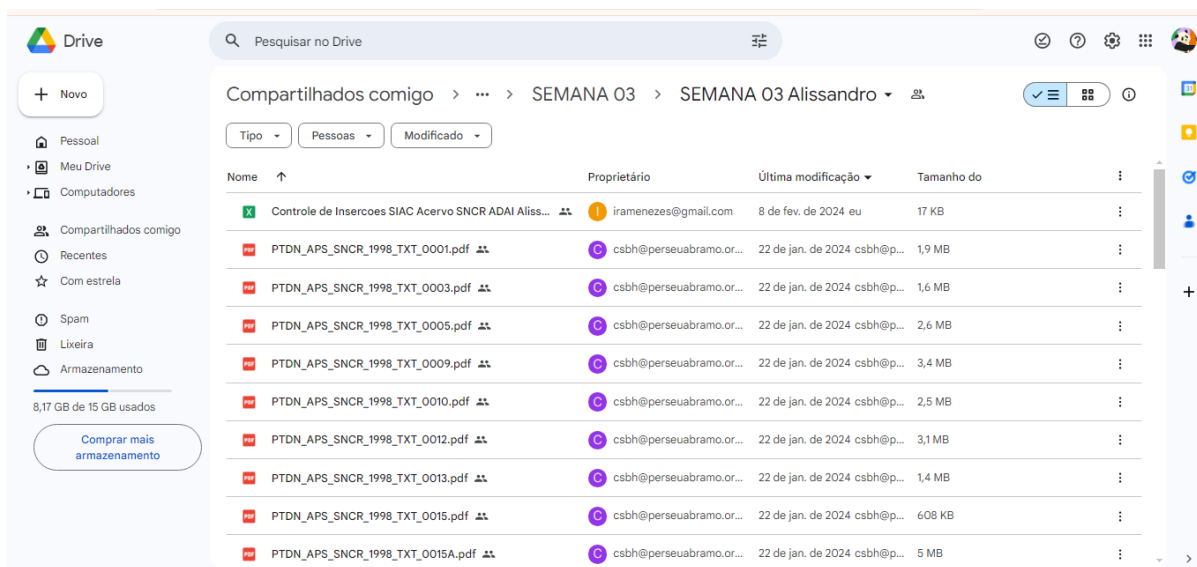 Drive
Pesquisar no Drive
Novo
Pessoal
Meu Drive
Computadores
Compartilhados comigo
Recentes
Com estrela
Spam
Lixeira
Armazenamento
8,17 GB de 15 GB usados
Comprar mais
armazenamento
Compartilhados comigo > ... > SEMANA 03 > SEMANA 03 Alissandro
Tipo Pessoas Modificado
Nome Proprietário Última modificação Tamanho do
Controle de Insercoes SIAC Acervo SNCR ADAI Aliss... I iramenezes@gmail.com 8 de fev. de 2024 eu 17 KB
PDF PTDN_APS_SNCR_1998_TXT_0001.pdf C csbh@perseuabramo.or... 22 de jan. de 2024 csbh@p... 1,9 MB
PDF PTDN_APS_SNCR_1998_TXT_0003.pdf C csbh@perseuabramo.or... 22 de jan. de 2024 csbh@p... 1,6 MB
PDF PTDN_APS_SNCR_1998_TXT_0005.pdf C csbh@perseuabramo.or... 22 de jan. de 2024 csbh@p... 2,6 MB
PDF PTDN_APS_SNCR_1998_TXT_0009.pdf C csbh@perseuabramo.or... 22 de jan. de 2024 csbh@p... 3,4 MB
PDF PTDN_APS_SNCR_1998_TXT_0010.pdf C csbh@perseuabramo.or... 22 de jan. de 2024 csbh@p... 2,5 MB
PDF PTDN_APS_SNCR_1998_TXT_0012.pdf C csbh@perseuabramo.or... 22 de jan. de 2024 csbh@p... 3,1 MB
PDF PTDN_APS_SNCR_1998_TXT_0013.pdf C csbh@perseuabramo.or... 22 de jan. de 2024 csbh@p... 1,4 MB
PDF PTDN_APS_SNCR_1998_TXT_0015.pdf C csbh@perseuabramo.or... 22 de jan. de 2024 csbh@p... 608 KB
PDF PTDN_APS_SNCR_1998_TXT_0015A.pdf C csbh@perseuabramo.or... 22 de jan. de 2024 csbh@p... 5 MB